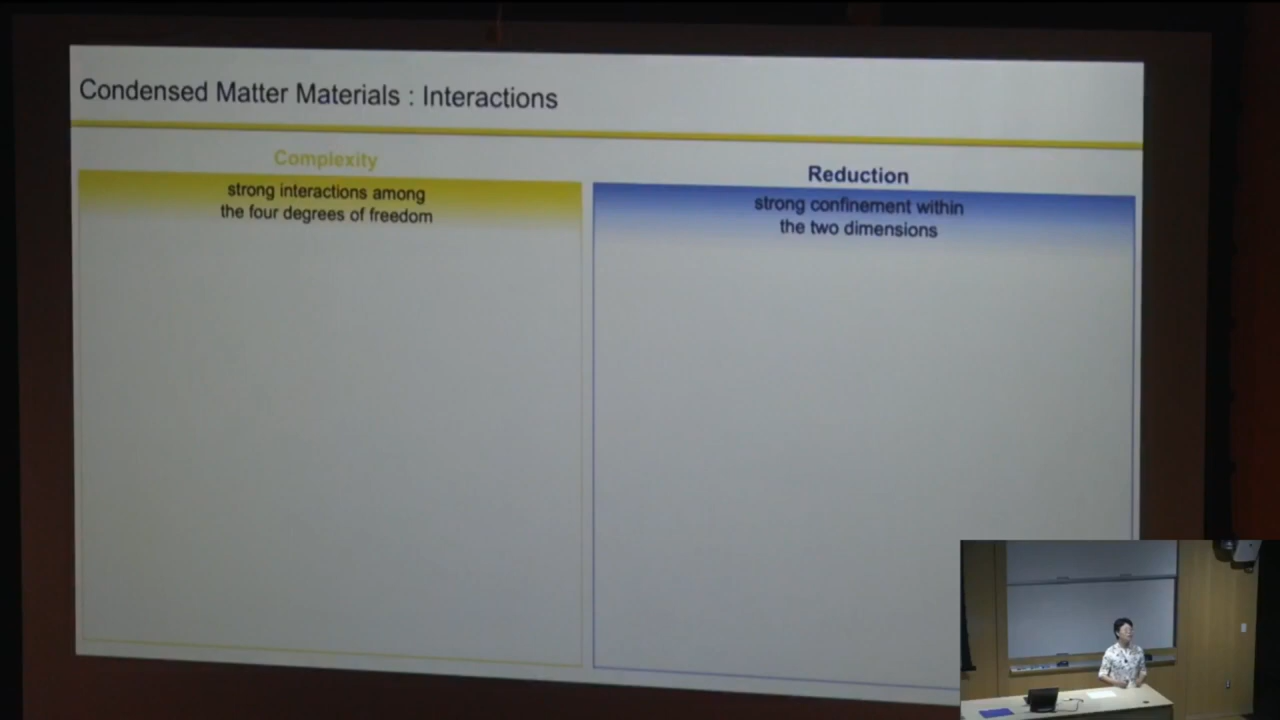 Condensed Matter Materials : Interactions
Complexity
strong interactions among
the four degrees of freedom
Reduction
strong confinement within
the two dimensions